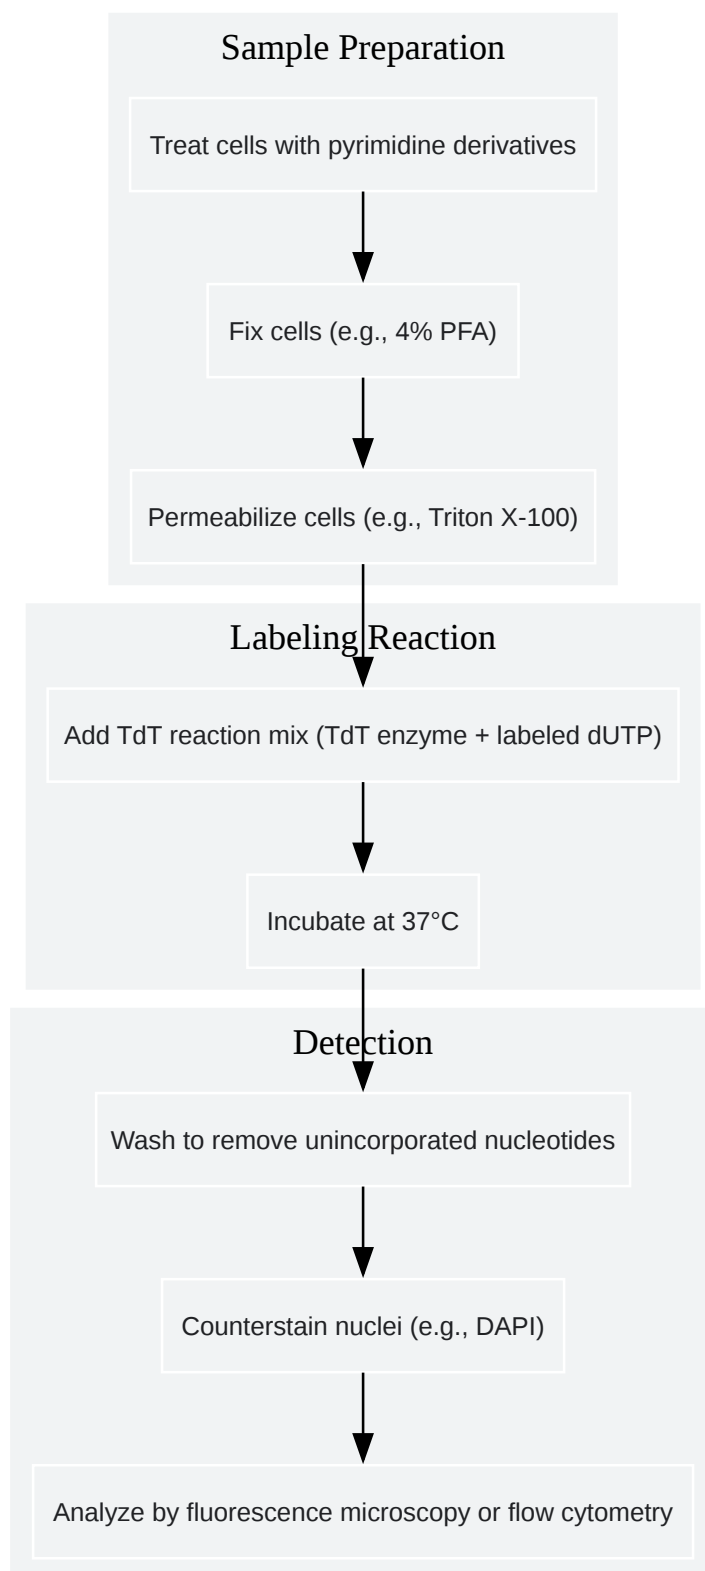 Sample Preparation
Treat cells with pyrimidine derivatives
Fix cells (e.g., 4% PFA)
Permeabilize cells (e.g., Triton X-100)
Labeling Reaction
Add TdT reaction mix (TdT enzyme + labeled dUTP)
Incubate at 37°C
Detection
Wash to remove unincorporated nucleotides
Counterstain nuclei (e.g., DAPI)
Analyze by fluorescence microscopy or flow cytometry